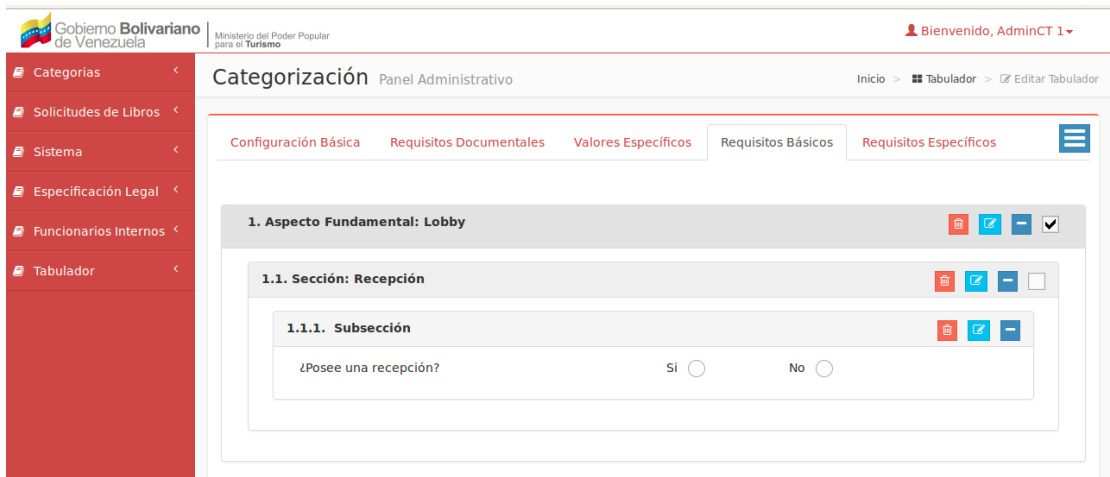 Gobierno Bolivariano
de Venezuela
Ministerio del Poder Popular
para el Turismo
Bienvenido, AdminCT 1
Categorias
Solicitudes de Libros
Sistema
Especificación Legal
Funcionarios Internos
Tabulador
Categorización Panel Administrativo
Inicio > Tabulador > Editar Tabulador
Configuración Básica Requisitos Documentales Valores Específicos Requisitos Básicos Requisitos Específicos
1. Aspecto Fundamental: Lobby
1.1. Sección: Recepción
1.1.1. Subsección
¿Posee una recepción? Si No